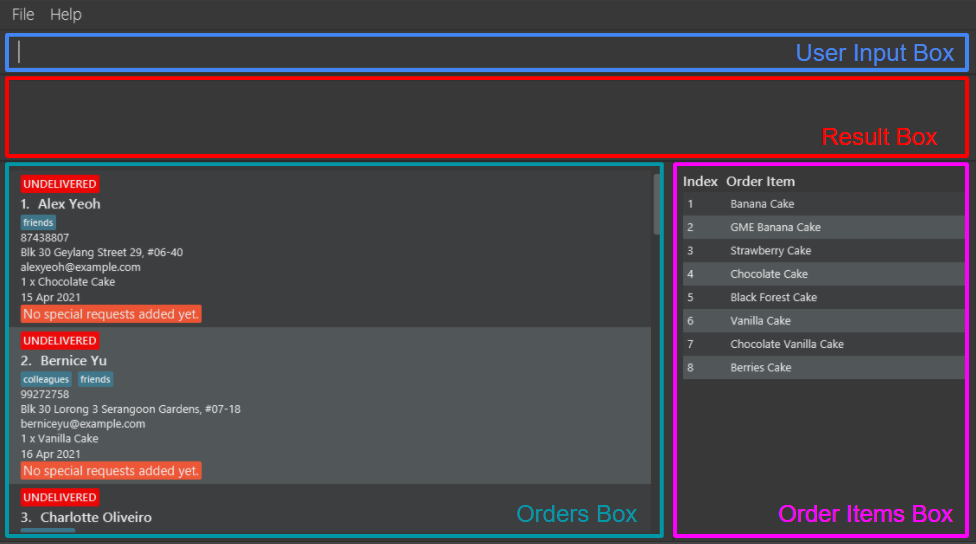 File Help
User Input Box
Result Box
UNDELIVERED
1. Alex Yeoh
friends
87438807
Blk 30 Geylang Street 29, #06-40
alexyeoh@example.com
1 x Chocolate Cake
15 Apr 2021
No special requests added yet.
UNDELIVERED
2. Bernice Yu
colleagues friends
99272758
Blk 30 Lorong 3 Serangoon Gardens, #07-18
berniceyu@example.com
1 x Vanilla Cake
16 Apr 2021
No special requests added yet.
UNDELIVERED
3. Charlotte Oliveiro
Orders Box
Index Order Item
1 Banana Cake
2 GME Banana Cake
3 Strawberry Cake
4 Chocolate Cake
5 Black Forest Cake
6 Vanilla Cake
7 Chocolate Vanilla Cake
8 Berries Cake
Order Items Box